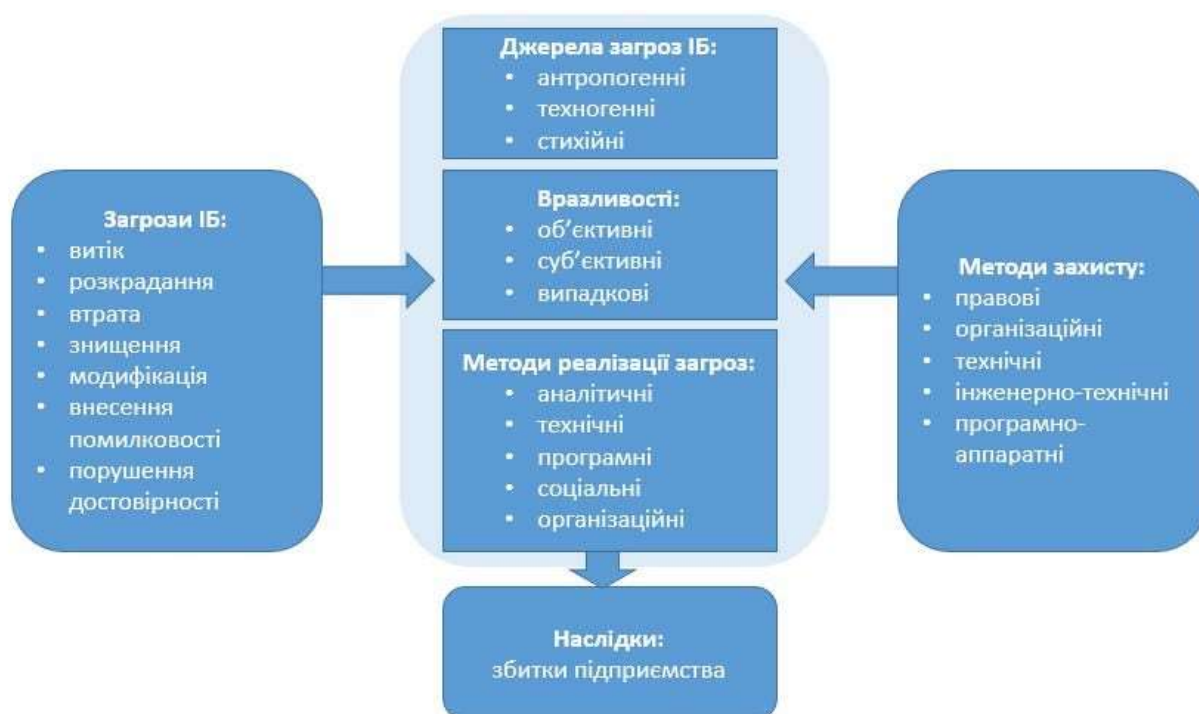 Джерела загроз ІБ:
• антропогенні
• техногенні
• стихійні
Загрози ІБ:
• витік
• розкрадання
• втрата
• знищення
• модифікація
• внесення
помилковості
• порушення
достовірності
Вразливості:
• об’єктивні
• суб’єктивні
• випадкові
Методи реалізації загроз:
• аналітичні
• технічні
• програмні
• соціальні
• організаційні
Методи захисту:
• правові
• організаційні
• технічні
• інженерно-технічні
• програмно-
аппаратні
Наслідки:
збитки підприємства